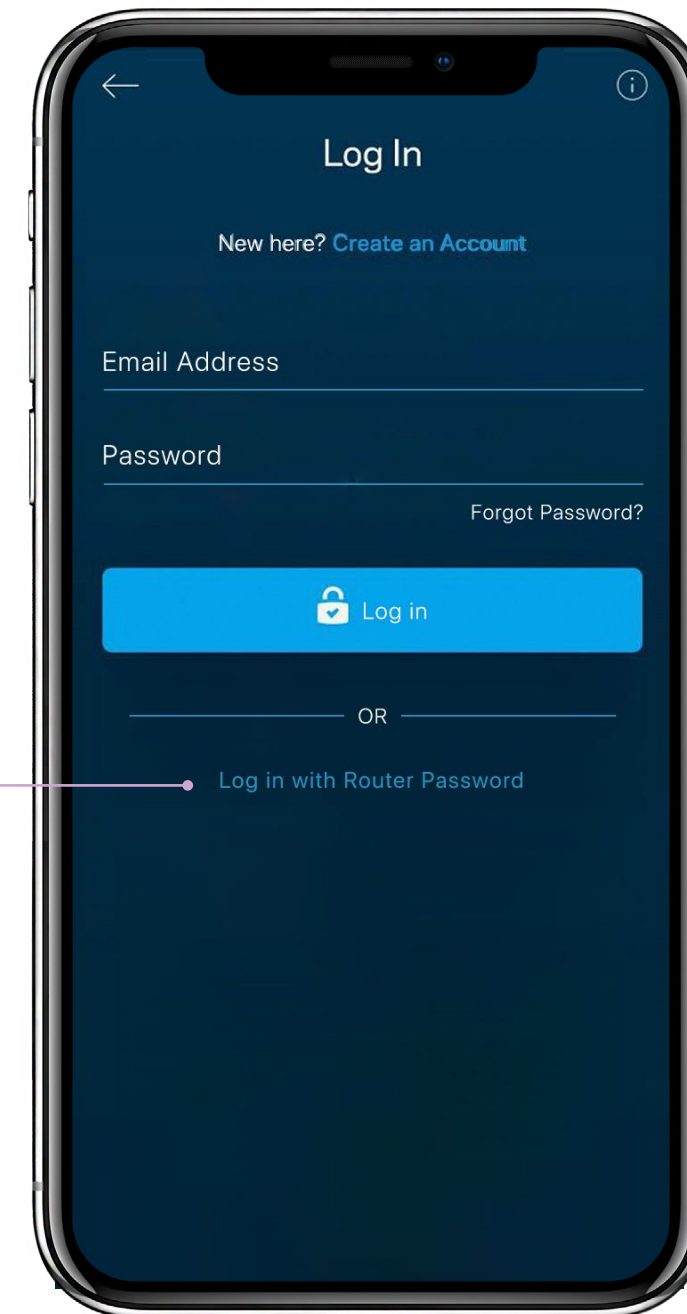 Log In
New here? Create an Account
Email Address
Password
Forgot Password?
Log in
OR
Log in with Router Password